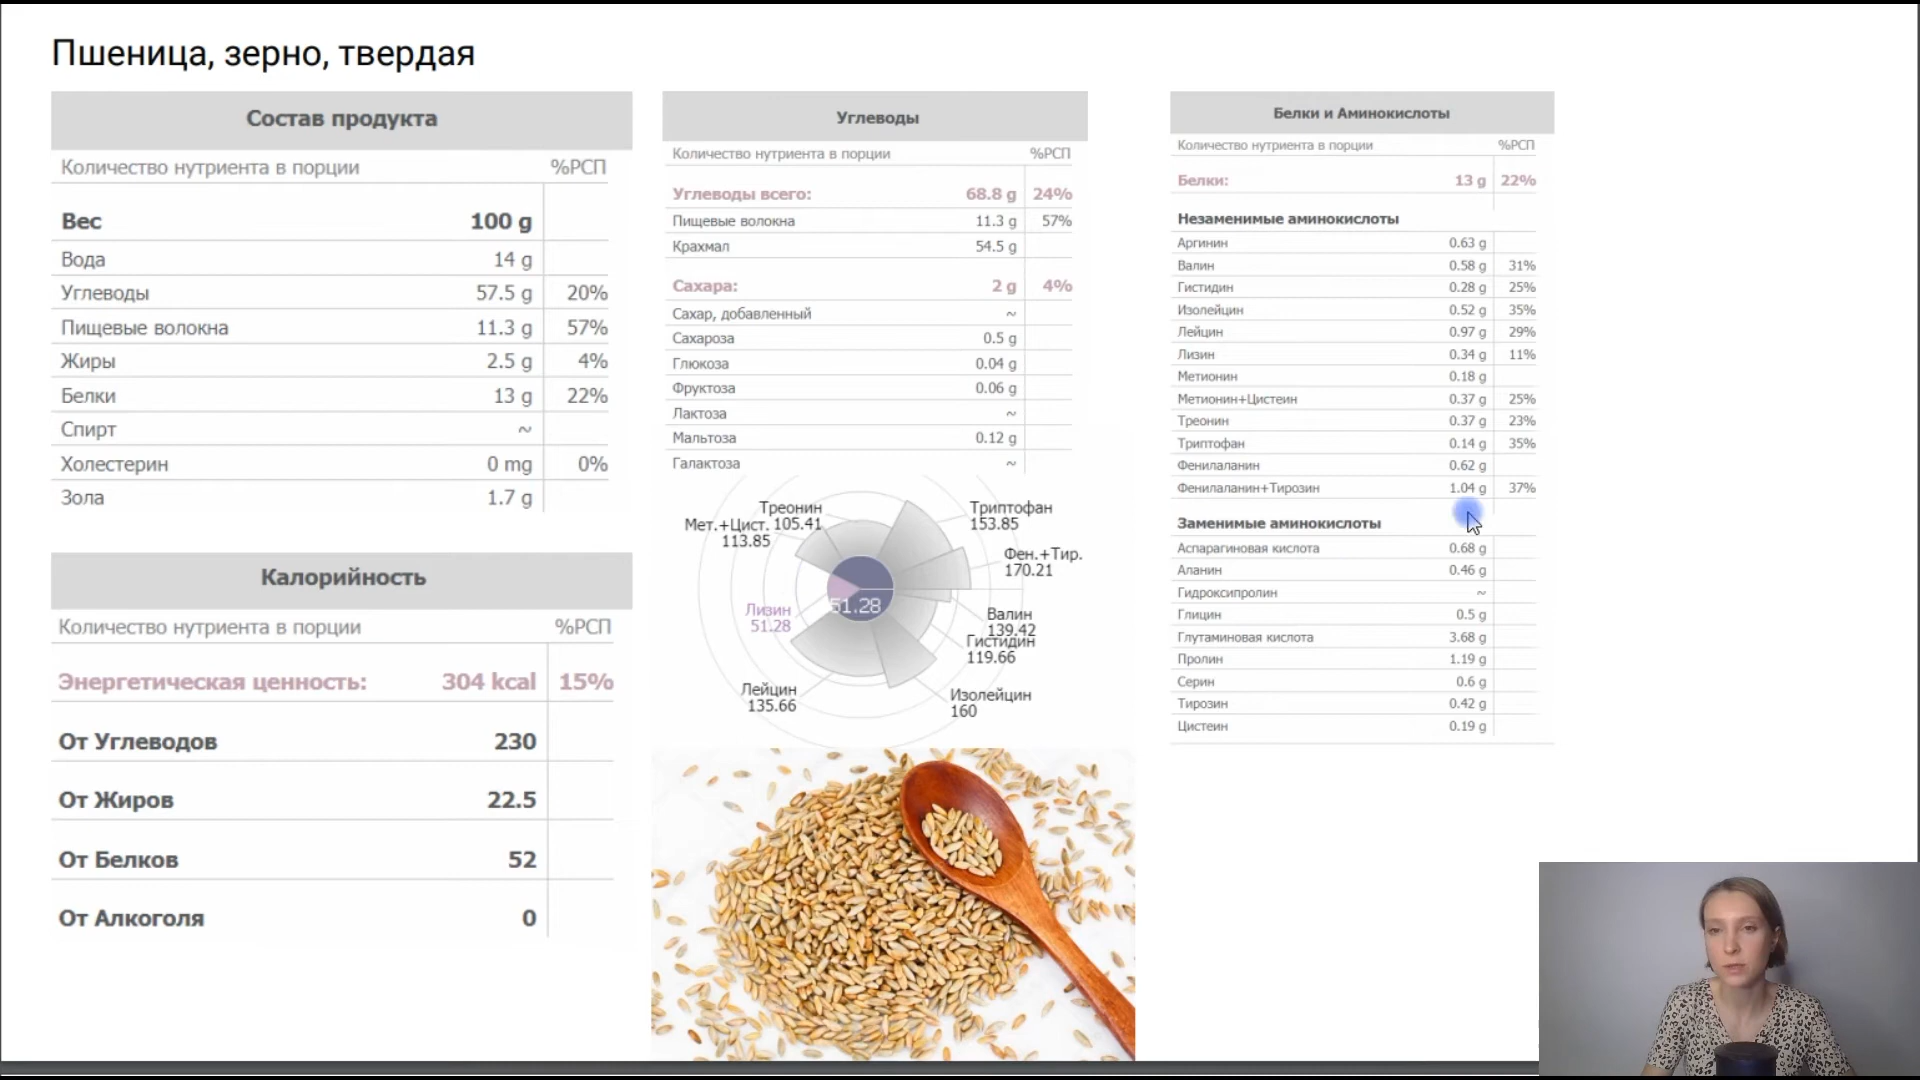 Пшеница, зерно, твердая
Состав продукта
Количество нутриента в порции %РСП
Вес 100 g
Вода 14 g
Углеводы 57.5 g 20%
Пищевые волокна 11.3 g 57%
Жиры 2.5 g 4%
Белки 13 g 22%
Спирт ~
Холестерин 0 mg 0%
Зола 1.7 g
Калорийность
Количество нутриента в порции %РСП
Энергетическая ценность: 304 kcal 15%
От Углеводов 230
От Жиров 22.5
От Белков 52
От Алкоголя 0
Углеводы
Количество нутриента в порции %РСП
Углеводы всего: 68.8 g 24%
Пищевые волокна 11.3 g 57%
Крахмал 54.5 g
Сахара: 2 g 4%
Сахар, добавленный ~
Сахароза 0.5 g
Глюкоза 0.04 g
Фруктоза 0.06 g
Лактоза ~
Мальтоза 0.12 g
Галактоза ~
Треонин
105.41
Мет.+Цист.
113.85
Триптофан
153.85
Фен.+Тир.
170.21
Лизин
51.28
51.28
Валин
139.42
Гистидин
119.66
Лейцин
135.66
Изолейцин
160
Белки и Аминокислоты
Количество нутриента в порции %РСП
Белки: 13 g 22%
Незаменимые аминокислоты
Аргинин 0.63 g
Валин 0.58 g 31%
Гистидин 0.28 g 25%
Изолейцин 0.52 g 35%
Лейцин 0.97 g 29%
Лизин 0.34 g 11%
Метионин 0.18 g
Метионин+Цистеин 0.37 g 25%
Треонин 0.37 g 23%
Триптофан 0.14 g 35%
Фенилаланин 0.62 g
Фенилаланин+Тирозин 1.04 g 37%
Заменимые аминокислоты
Аспарагиновая кислота 0.68 g
Аланин 0.46 g
Гидроксипролин ~
Глицин 0.5 g
Глутаминовая кислота 3.68 g
Пролин 1.19 g
Серин 0.6 g
Тирозин 0.42 g
Цистеин 0.19 g